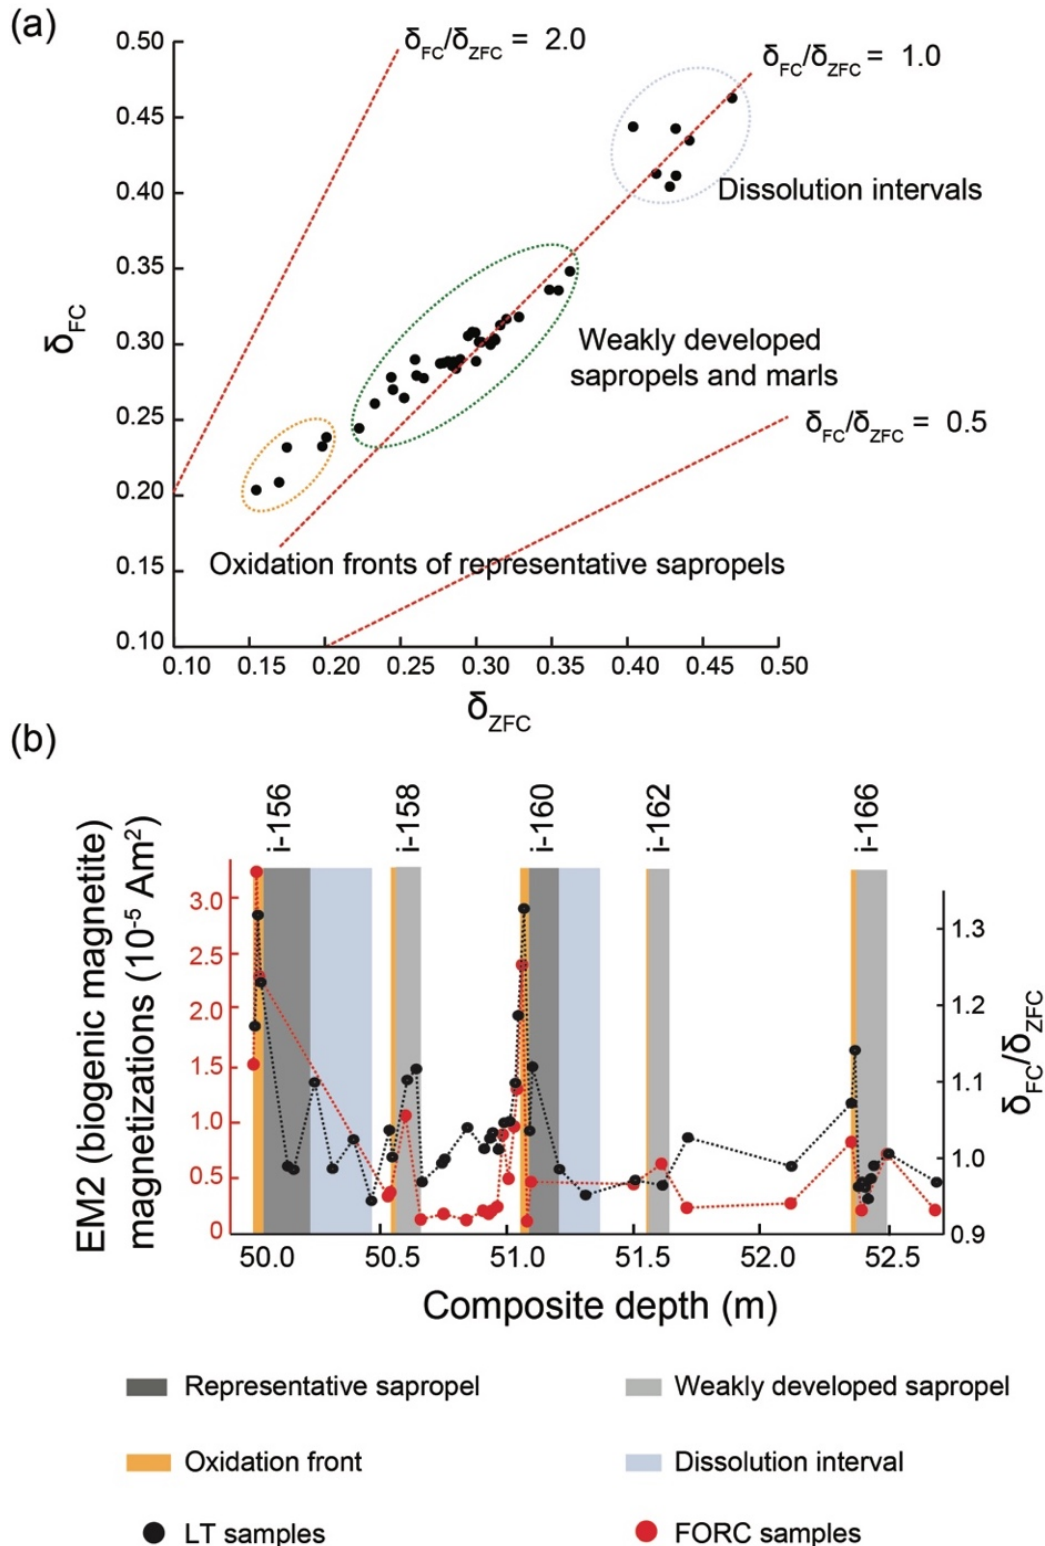 (a)
δFC/δZFC = 2.0
δFC/δZFC = 1.0
0.50
0.45
0.40
0.35
0.30
0.25
0.20
0.15
0.10
δFC
Dissolution intervals
Weakly developed
sapropels and marls
δFC/δZFC = 0.5
Oxidation fronts of representative sapropels
0.10 0.15 0.20 0.25 0.30 0.35 0.40 0.45 0.50
δZFC
(b)
i-156 i-158 i-160 i-162 i-166
EM2 (biogenic magnetite)
magnetizations (10⁻⁵ Am²)
3.0
2.5
2.0
1.5
1.0
0.5
0
1.3
1.2
1.1
1.0
0.9
δFC/δZFC
50.0 50.5 51.0 51.5 52.0 52.5
Composite depth (m)
Representative sapropel
Weakly developed sapropel
Oxidation front
Dissolution interval
LT samples
FORC samples